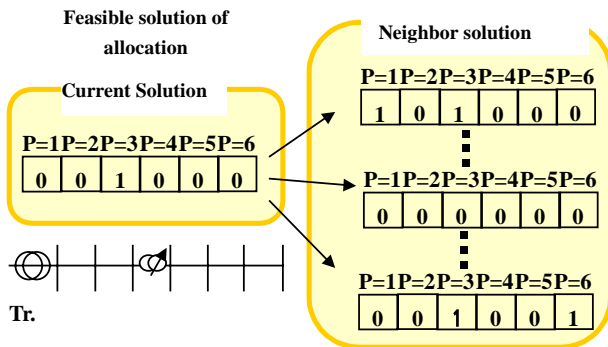 Feasible solution of
allocation
Current Solution
P=1P=2P=3P=4P=5P=6
0 0 1 0 0 0
Tr.
Neighbor solution
P=1P=2P=3P=4P=5P=6
1 0 1 0 0 0
P=1P=2P=3P=4P=5P=6
0 0 0 0 0 0
P=1P=2P=3P=4P=5P=6
0 0 1 0 0 1